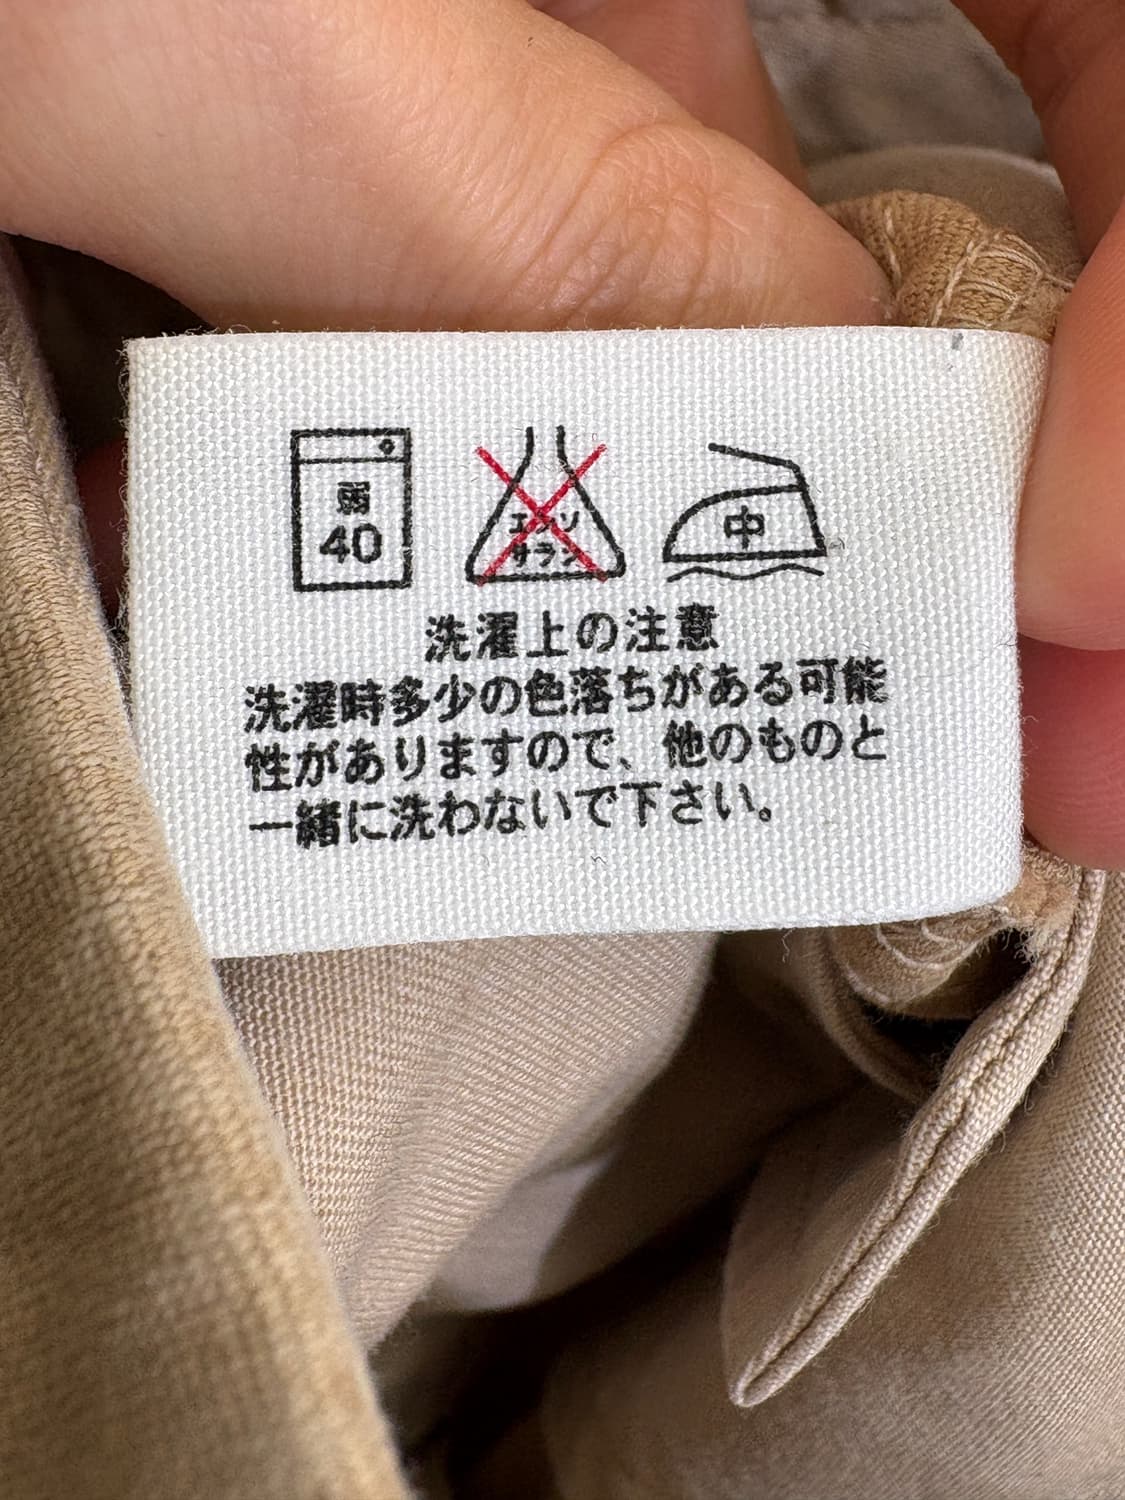 弱
40
エンソ
サラシ
中
洗濯上の注意
洗濯時多少の色落ちがある可能
性がありますので、他のものと
一緒に洗わないで下さい。